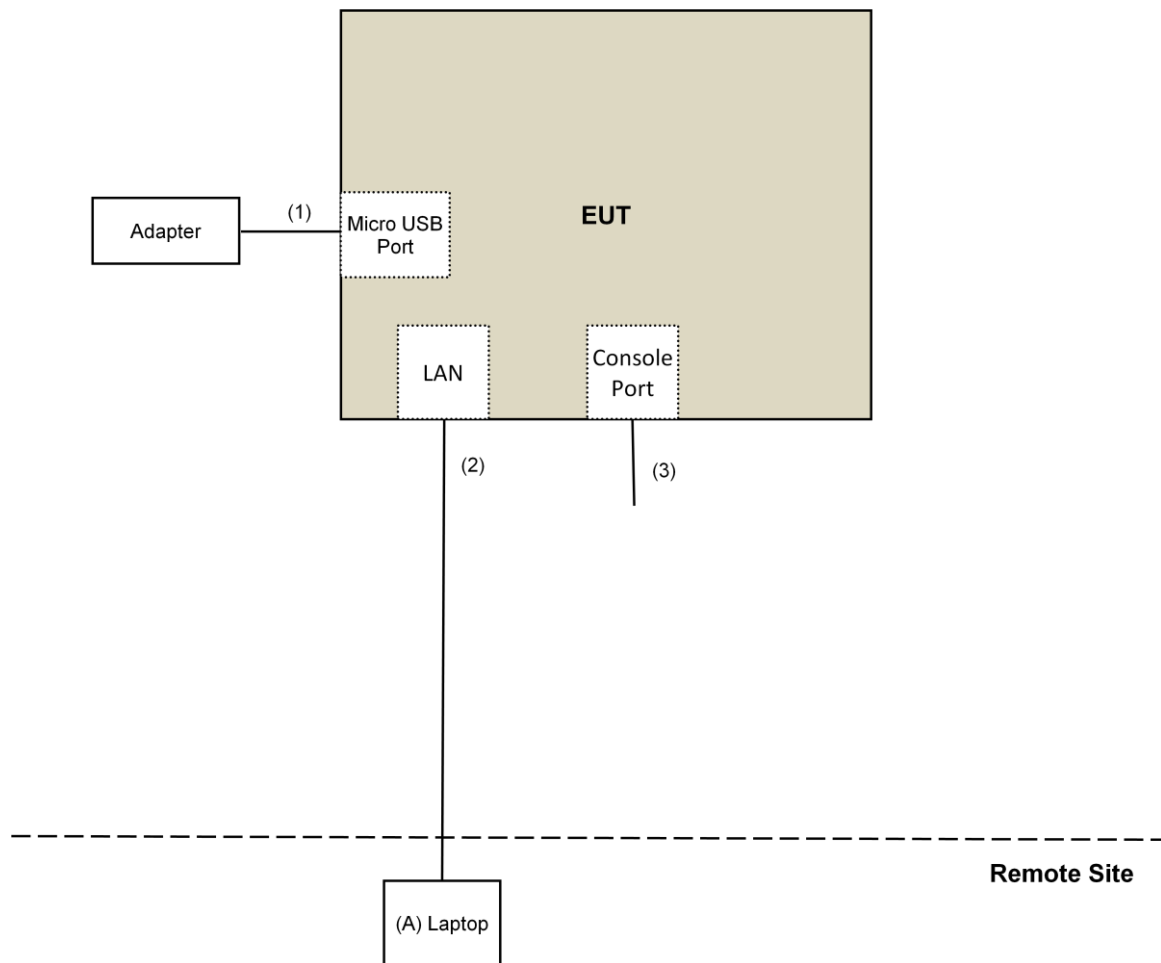 EUT
(1)
Adapter
Micro USB
Port
LAN
Console
Port
(2)
(3)
Remote Site
(A) Laptop